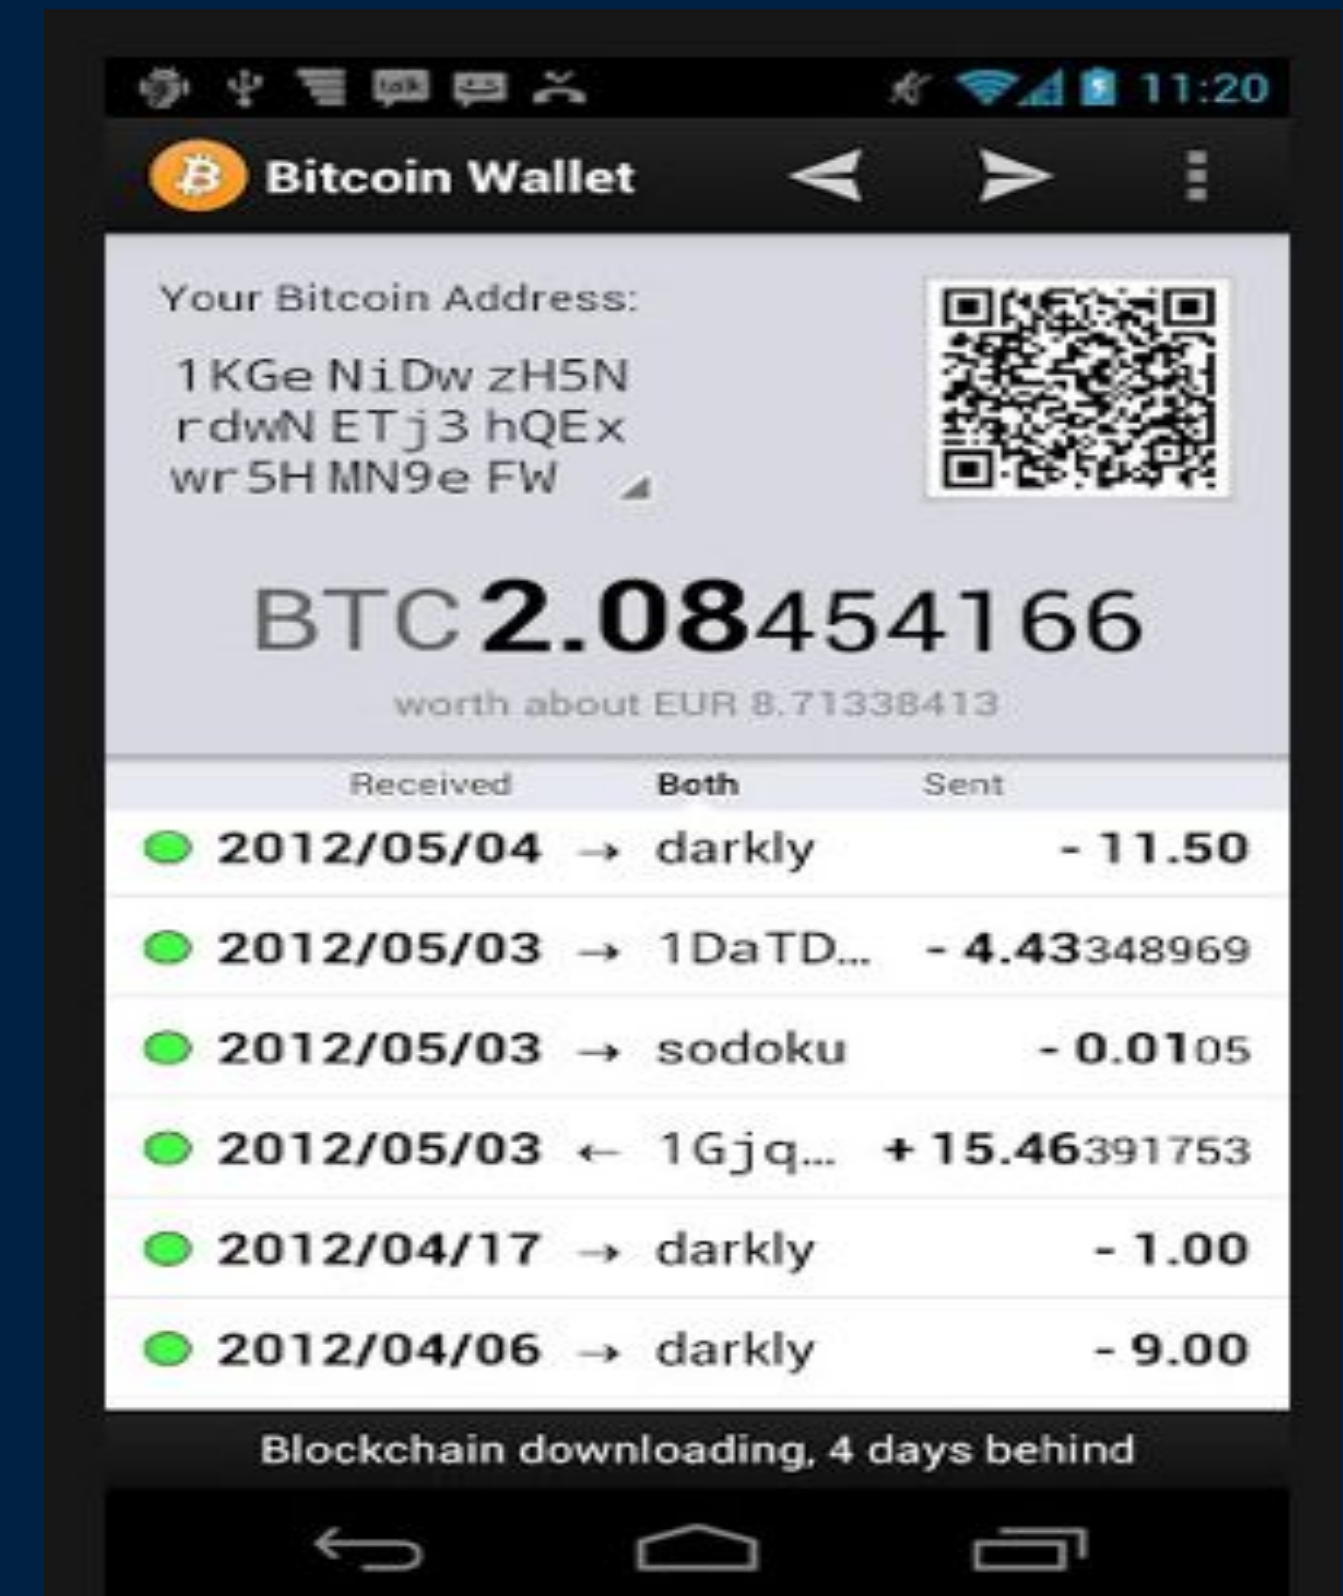 11:20
Bitcoin Wallet
Your Bitcoin Address:
1KGe NiDw zH5N
rdwN ETj3 hQEx
wr5H MN9e FW
BTC 2.08454166
worth about EUR 8.71338413
Received Both Sent
2012/05/04 → darkly - 11.50
2012/05/03 → 1DaTD... - 4.43348969
2012/05/03 → sodoku - 0.0105
2012/05/03 ← 1Gjq... + 15.46391753
2012/04/17 → darkly - 1.00
2012/04/06 → darkly - 9.00
Blockchain downloading, 4 days behind